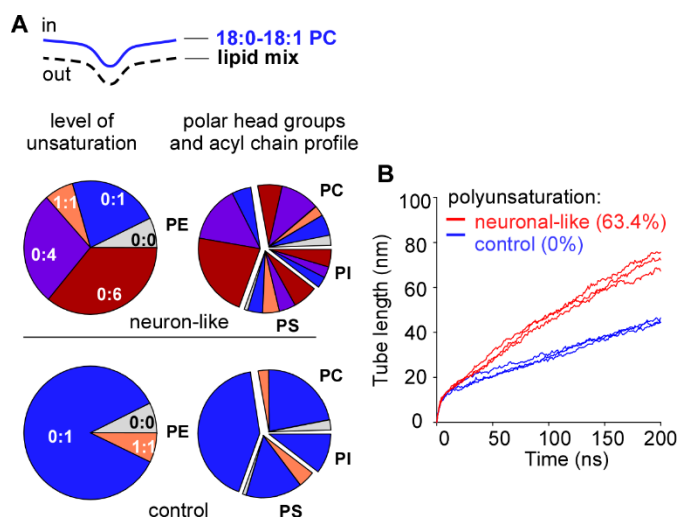 A
in
18:0-18:1 PC
lipid mix
out
level of
unsaturation
polar head groups
and acyl chain profile
1:1
0:1
0:0
0:4
0:6
PE
PC
PI
PS
neuron-like
0:1
0:0
1:1
PE
PC
PI
PS
control
B
polyunsaturation:
neuronal-like (63.4%)
control (0%)
Tube length (nm)
100
80
60
40
20
0
0 50 100 150 200
Time (ns)